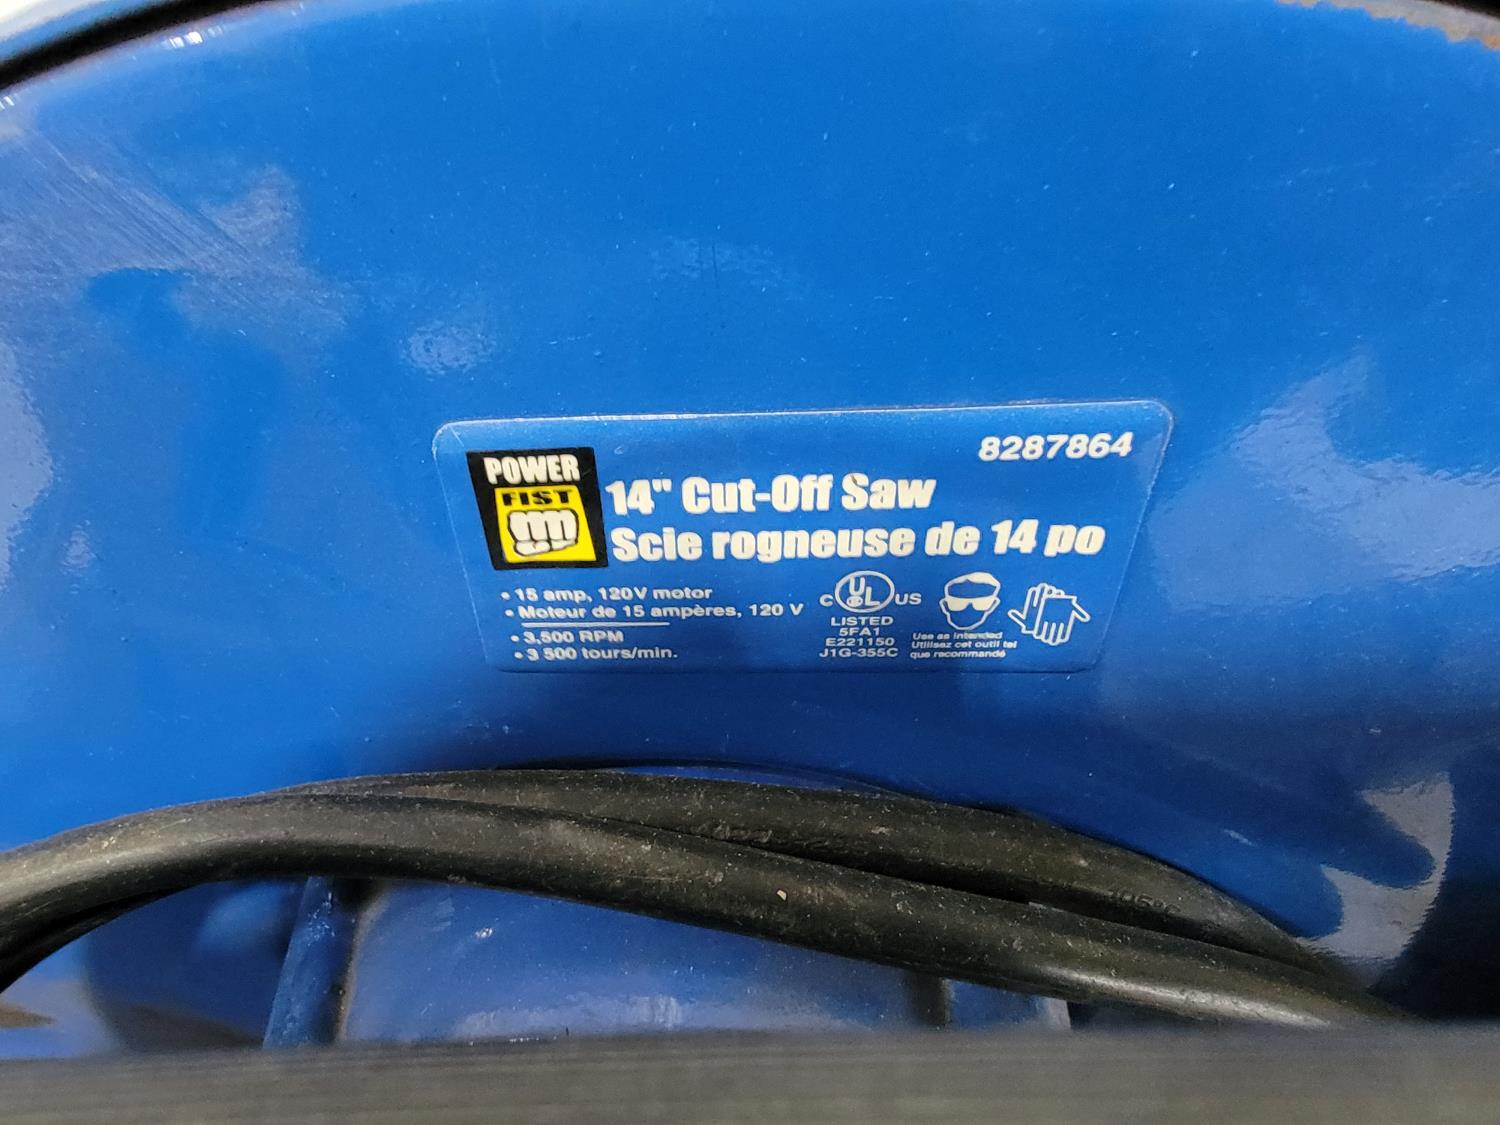 8287864
POWER
FIST
14" Cut-Off Saw
Scie rogneuse de 14 po
• 15 amp, 120V motor
• Moteur de 15 ampères, 120 V
• 3,500 RPM
• 3 500 tours/min.
C UL US
LISTED
5FA1
E221150
J1G-355C
Use as intended
Utilisez cet outil tel
que recommandé
105°C